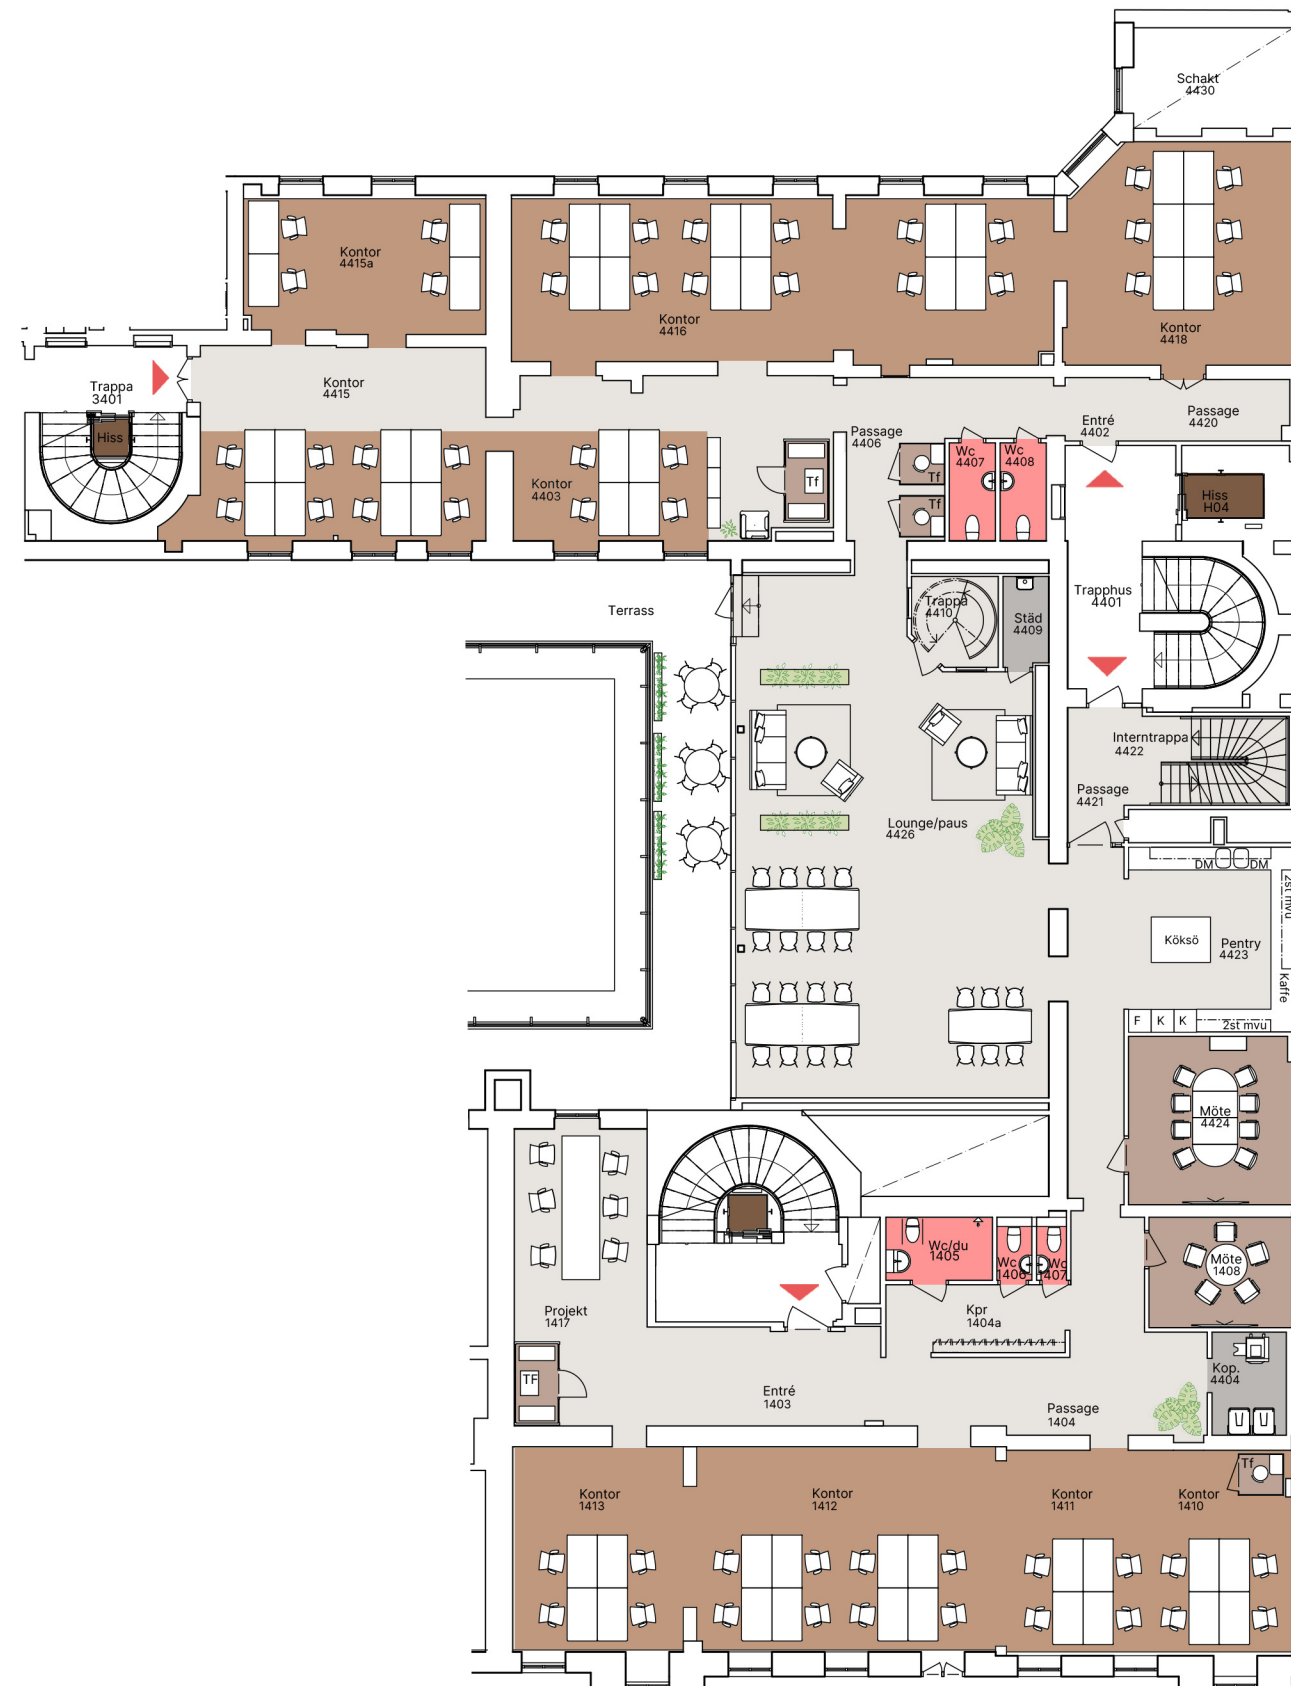 Schakt
4430
Kontor
4415a
Kontor
4416
Kontor
4418
Trappa
3401
Hiss
Kontor
4415
Passage
4406
Entré
4402
Passage
4420
Kontor
4403
Tf
Tf
Tf
Wc
4407
Wc
4408
Hiss
H04
Terrass
Trappa
4410
Städ
4409
Trapphus
4401
Interntrappa
4422
Passage
4421
Lounge/paus
4426
DM
DM
2st mvu
Köksö
Pentry
4423
Kaffe
F
K
K
2st mvu
Möte
4424
Möte
1408
Wc/du
1405
Wc
1406
Wc
1407
Projekt
1417
Kpr
1404a
TF
Entré
1403
Passage
1404
Kop.
4404
Tf
Kontor
1413
Kontor
1412
Kontor
1411
Kontor
1410